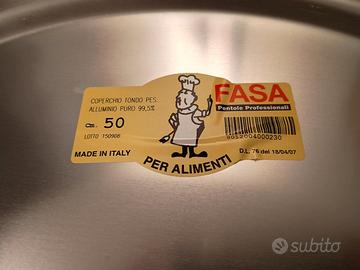 COPERCHIO TONDO PES.
ALLUMINIO PURO 99,5%
cm. 50
LOTTO 150906
MADE IN ITALY
PER ALIMENTI
FASA
Pentole Professionali
8012004000230
D.L. 76 del 18/04/07
subito